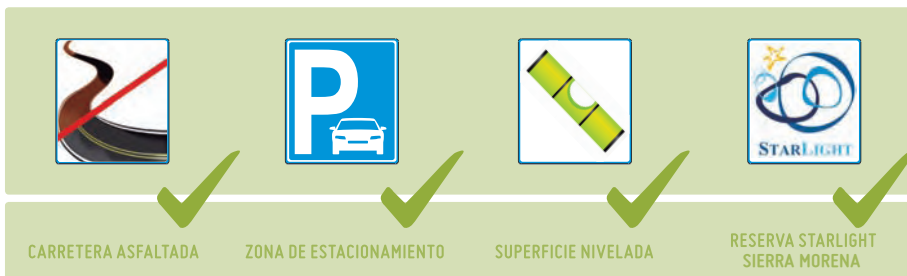 P
STARLIGHT
CARRETERA ASFALTADA
ZONA DE ESTACIONAMIENTO
SUPERFICIE NIVELADA
RESERVA STARLIGHT
SIERRA MORENA